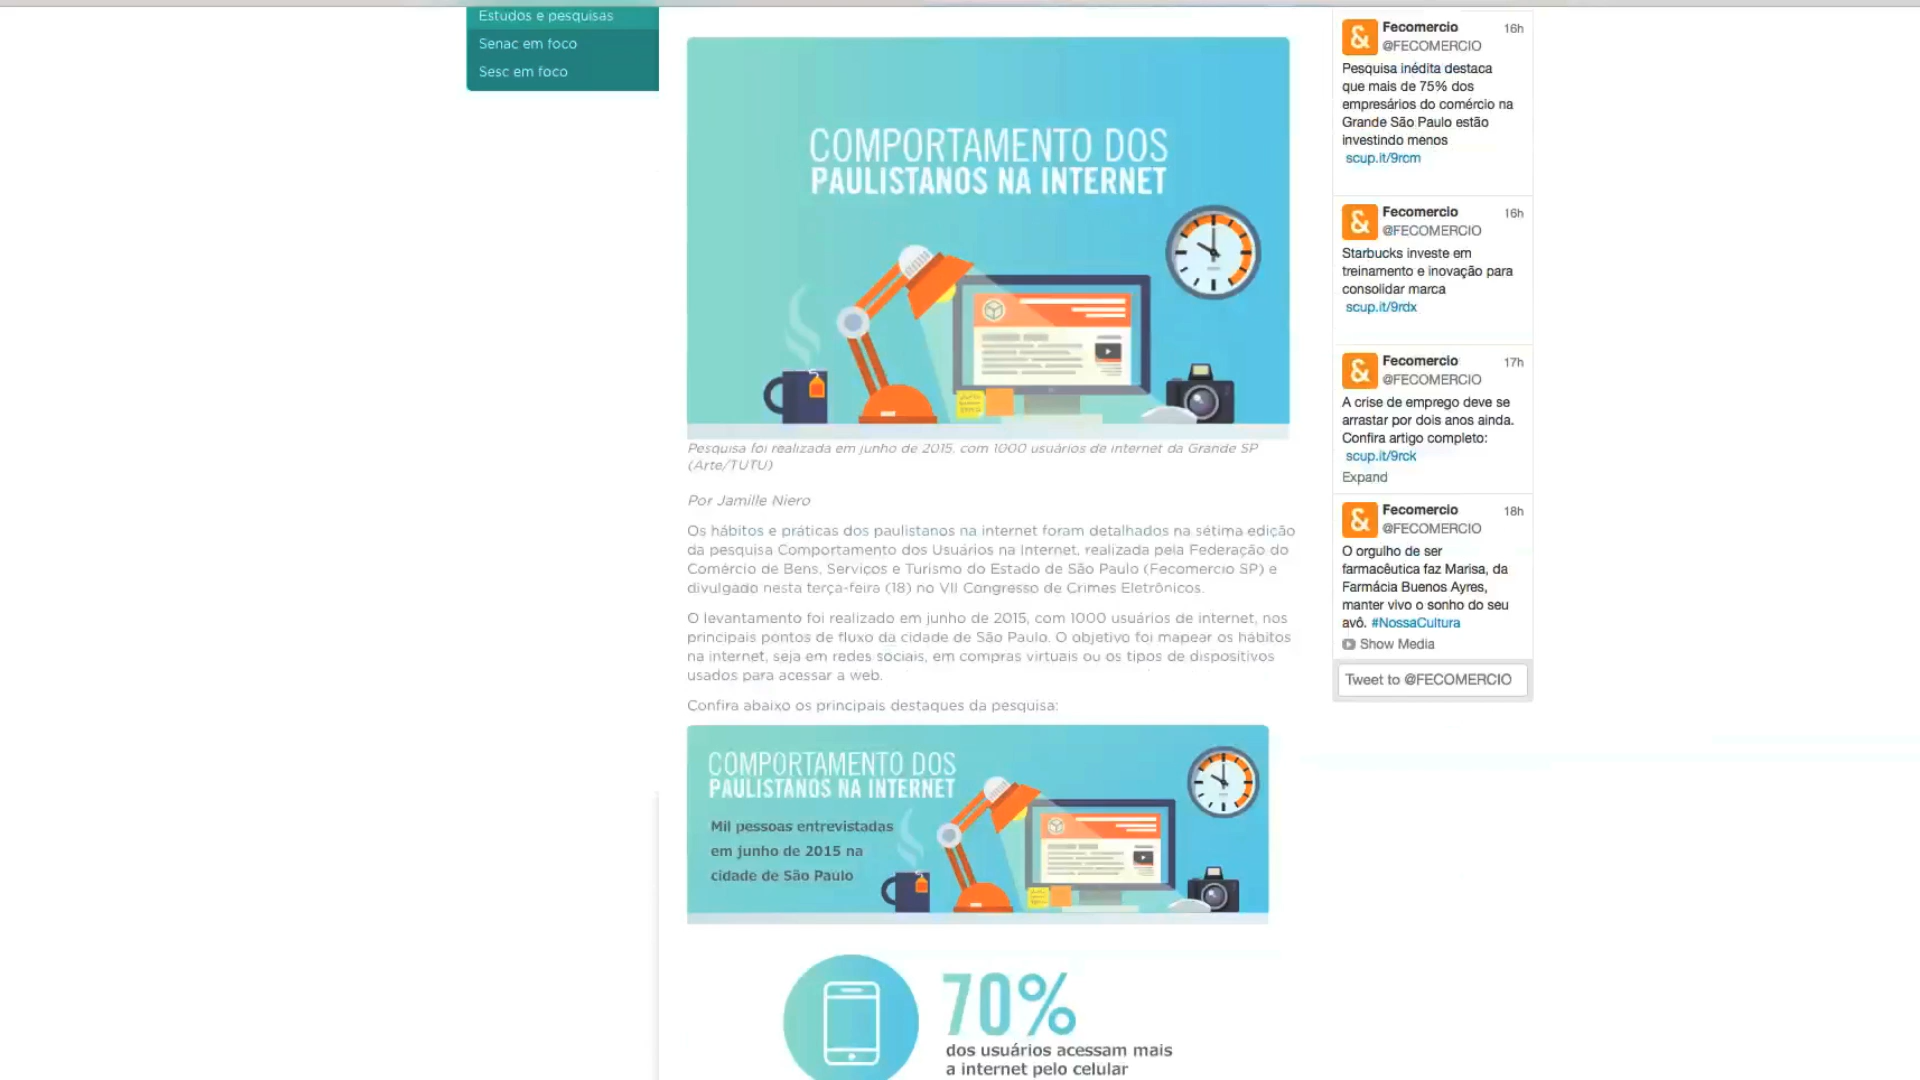 Estudos e pesquisas
Senac em foco
Sesc em foco
COMPORTAMENTO DOS
PAULISTANOS NA INTERNET
Pesquisa foi realizada em junho de 2015, com 1000 usuários de internet da Grande SP
(Arte/TUTU)
Por Jamille Niero
Os hábitos e práticas dos paulistanos na internet foram detalhados na sétima edição
da pesquisa Comportamento dos Usuários na Internet, realizada pela Federação do
Comércio de Bens, Serviços e Turismo do Estado de São Paulo (Fecomercio SP) e
divulgado nesta terça-feira (18) no VII Congresso de Crimes Eletrônicos.
O levantamento foi realizado em junho de 2015, com 1000 usuários de internet, nos
principais pontos de fluxo da cidade de São Paulo. O objetivo foi mapear os hábitos
na internet, seja em redes sociais, em compras virtuais ou os tipos de dispositivos
usados para acessar a web.
Confira abaixo os principais destaques da pesquisa:
COMPORTAMENTO DOS
PAULISTANOS NA INTERNET
Mil pessoas entrevistadas
em junho de 2015 na
cidade de São Paulo
70%
dos usuários acessam mais
a internet pelo celular
& Fecomercio 16h
@FECOMERCIO
Pesquisa inédita destaca
que mais de 75% dos
empresários do comércio na
Grande São Paulo estão
investindo menos
scup.it/9rcm
& Fecomercio 16h
@FECOMERCIO
Starbucks investe em
treinamento e inovação para
consolidar marca
scup.it/9rdx
& Fecomercio 17h
@FECOMERCIO
A crise de emprego deve se
arrastar por dois anos ainda.
Confira artigo completo:
scup.it/9rck
Expand
& Fecomercio 18h
@FECOMERCIO
O orgulho de ser
farmacêutica faz Marisa, da
Farmácia Buenos Ayres,
manter vivo o sonho do seu
avô. #NossaCultura
Show Media
Tweet to @FECOMERCIO